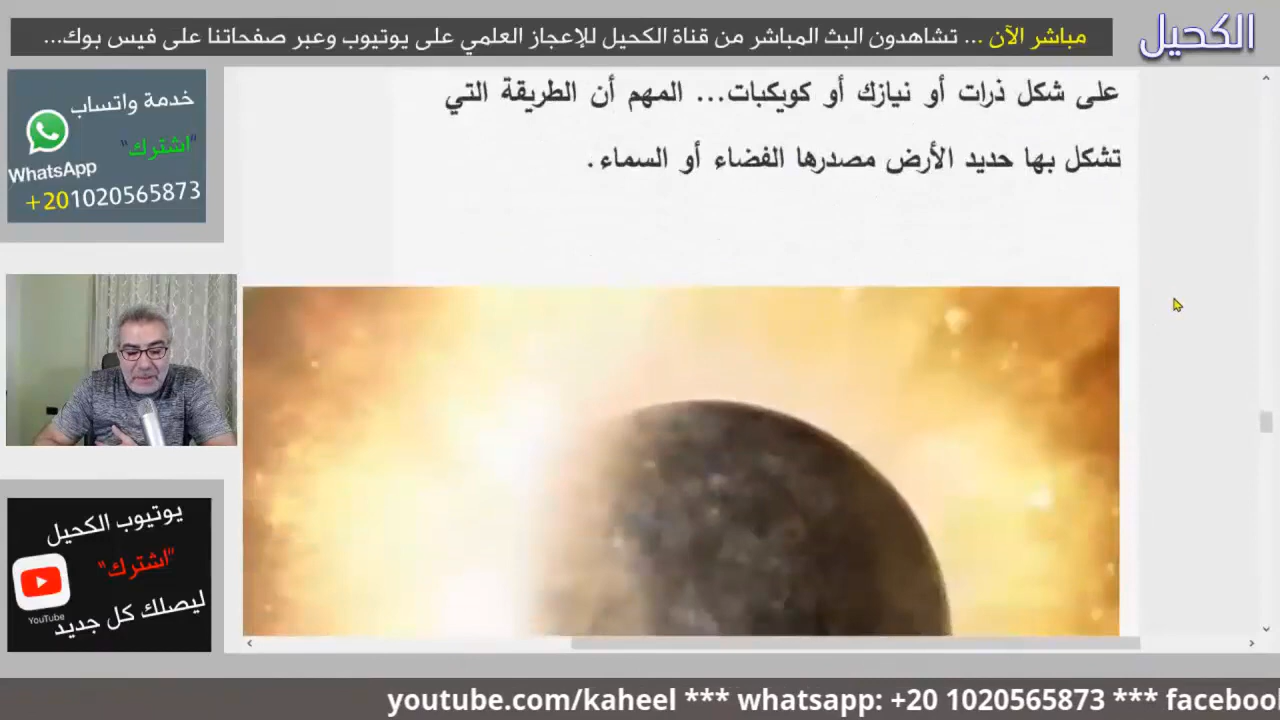 الكحيل
مباشر الآن ... تشاهدون البث المباشر من قناة الكحيل للإعجاز العلمي على يوتيوب وعبر صفحاتنا على فيس بوك...
خدمة واتساب
"اشترك"
WhatsApp
+201020565873
على شكل ذرات أو نيازك أو كويكبات... المهم أن الطريقة التي
تشكل بها حديد الأرض مصدرها الفضاء أو السماء.
يوتيوب الكحيل
"اشترك"
YouTube
ليصلك كل جديد
youtube.com/kaheel *** whatsapp: +20 1020565873 *** faceboo